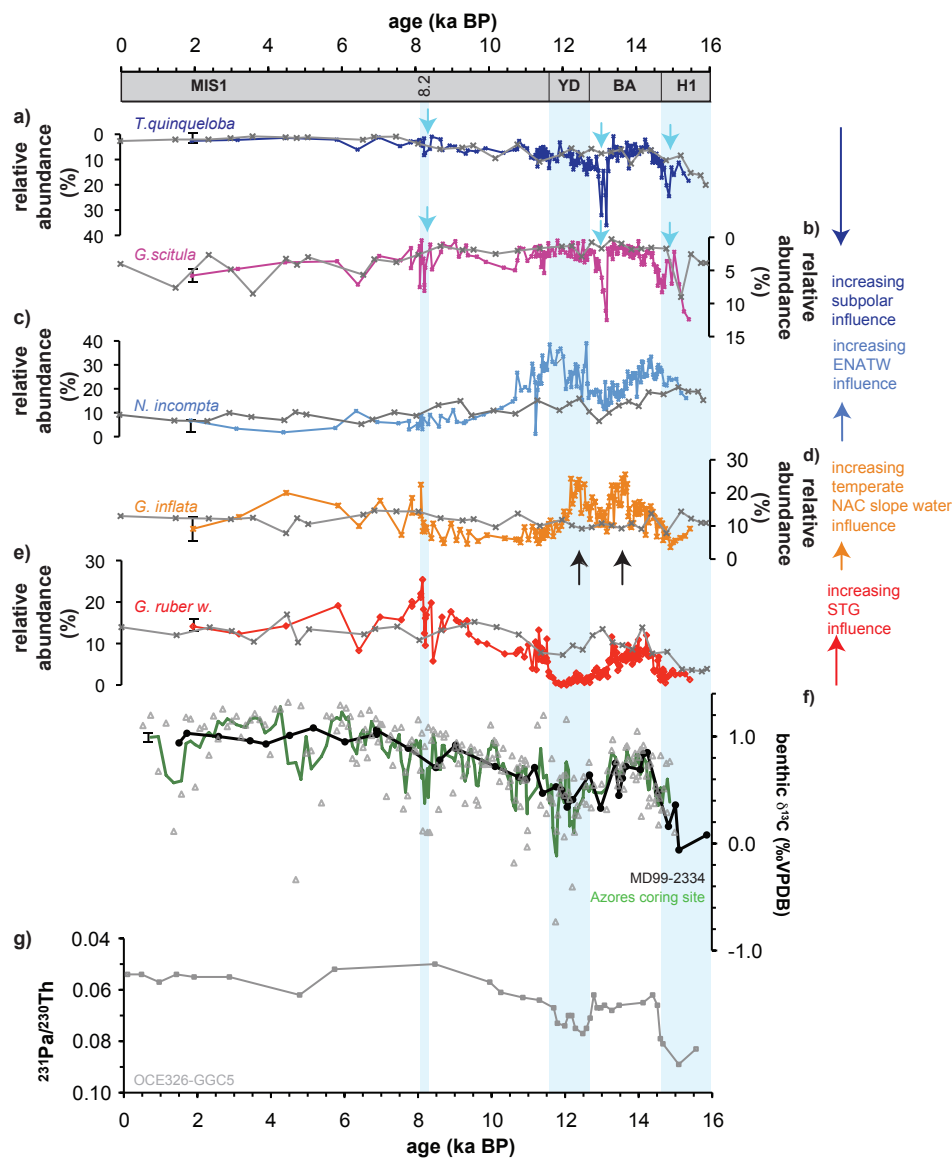 age (ka BP)
0 2 4 6 8 10 12 14 16
MIS1 8.2 YD BA H1
a)
T.quinqueloba
relative
abundance
(%)
0
10
20
30
40
b)
G.scitula
relative
abundance
(%)
0
5
10
15
increasing
subpolar
influence
c)
N. incompta
relative
abundance
(%)
40
30
20
10
0
increasing
ENATW
influence
d)
G. inflata
relative
abundance
(%)
30
20
10
0
increasing
temperate
NAC slope water
influence
e)
G. ruber w.
relative
abundance
(%)
30
20
10
0
increasing
STG
influence
f)
1.0
0.0
-1.0
benthic δ13C (‰VPDB)
MD99-2334
Azores coring site
g)
0.04
0.06
0.08
0.10
231Pa/230Th
OCE326-GGC5
0 2 4 6 8 10 12 14 16
age (ka BP)